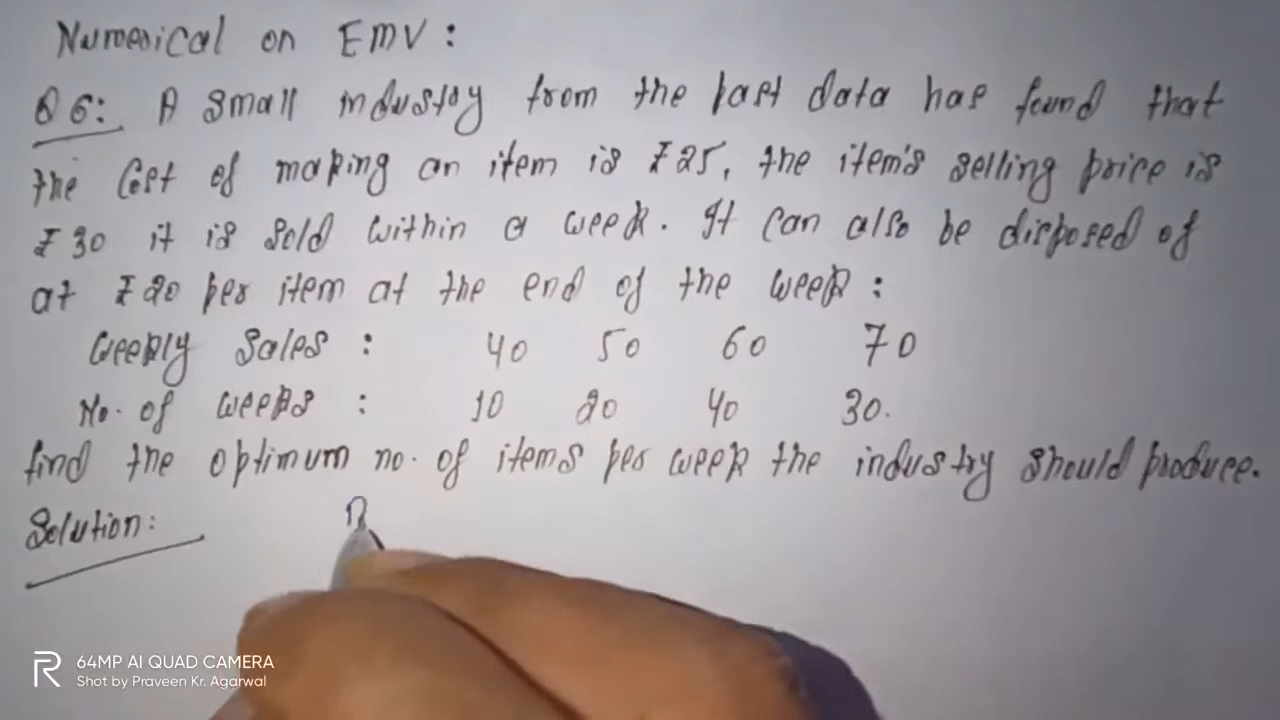 Numerical on EMV:
Q6: A small industry from the past data has found that
the Cost of making an item is ₹25, the item's selling price is
₹30 it is sold within a week. It can also be disposed of
at ₹20 per item at the end of the week:
Weekly Sales: 40 50 60 70
No. of weeks: 10 20 40 30.
find the optimum no. of items per week the industry should produce.
Solution:
R 64MP AI QUAD CAMERA
Shot by Praveen Kr. Agarwal